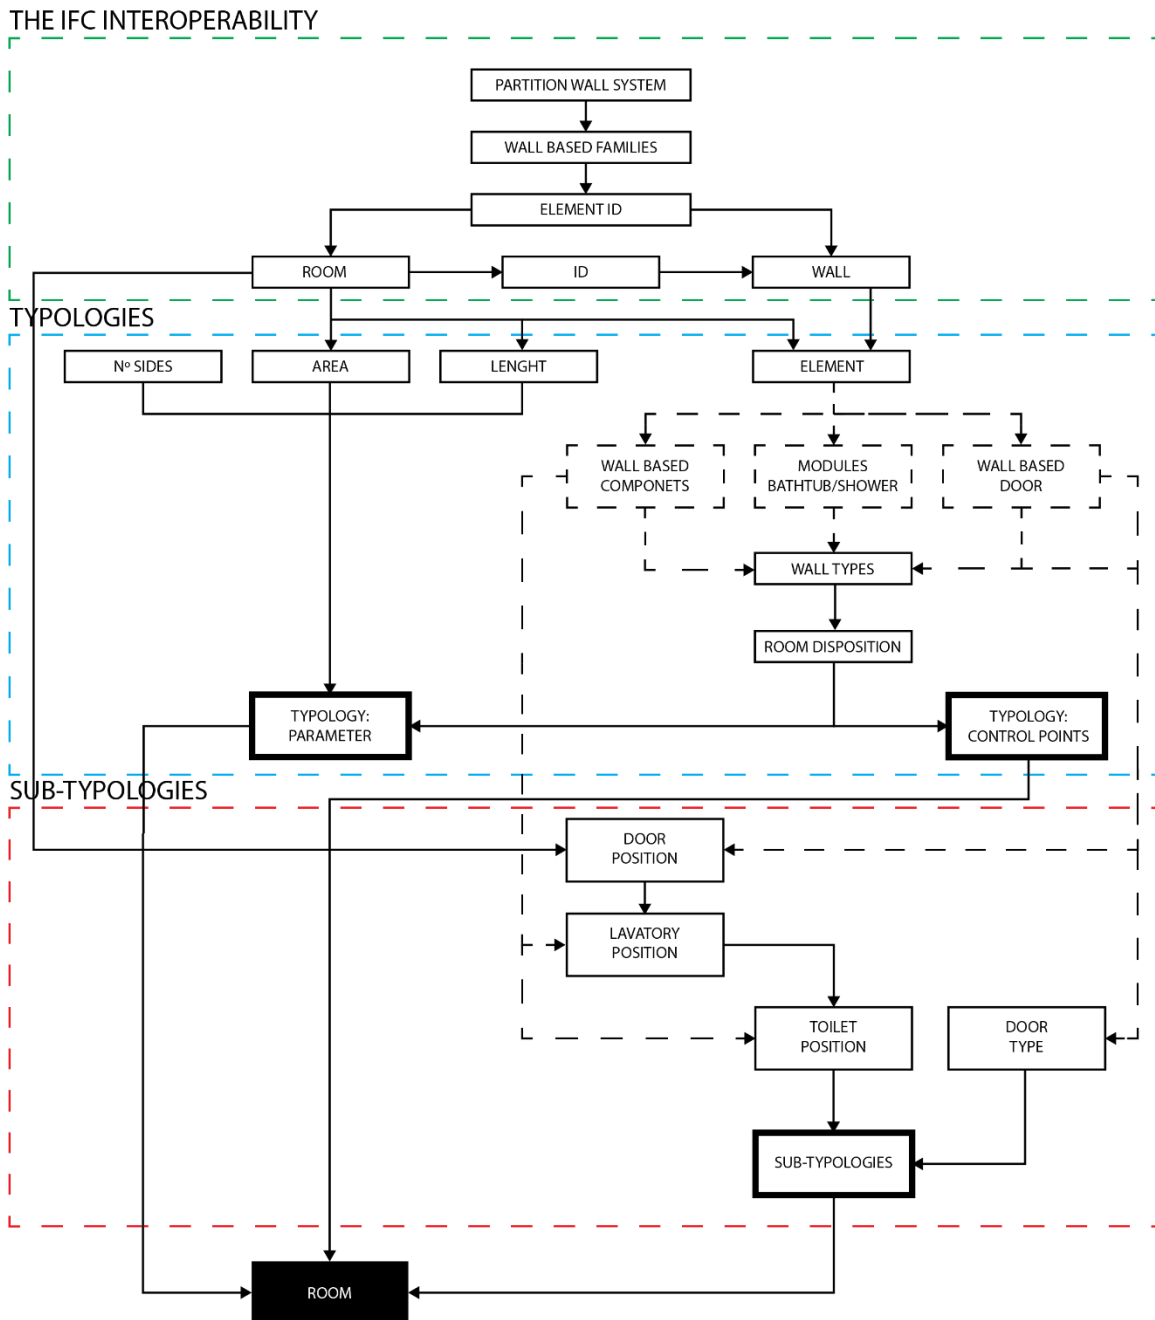 THE IFC INTEROPERABILITY
PARTITION WALL SYSTEM
WALL BASED FAMILIES
ELEMENT ID
ROOM
ID
WALL
TYPOLOGIES
Nº SIDES
AREA
LENGHT
ELEMENT
WALL BASED
COMPONETS
MODULES
BATHTUB/SHOWER
WALL BASED
DOOR
WALL TYPES
ROOM DISPOSITION
TYPOLOGY:
PARAMETER
TYPOLOGY:
CONTROL POINTS
SUB-TYPOLOGIES
DOOR
POSITION
LAVATORY
POSITION
TOILET
POSITION
DOOR
TYPE
SUB-TYPOLOGIES
ROOM